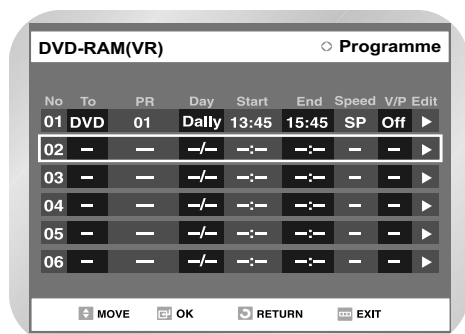 DVD-RAM(VR) Programme
No To PR Day Start End Speed V/P Edit
01 DVD 01 Dally 13:45 15:45 SP Off ►
02 – — –/– –:– –:– – – ►
03 – — –/– –:– –:– – – ►
04 – — –/– –:– –:– – – ►
05 – — –/– –:– –:– – – ►
06 – — –/– –:– –:– – – ►
MOVE OK RETURN EXIT